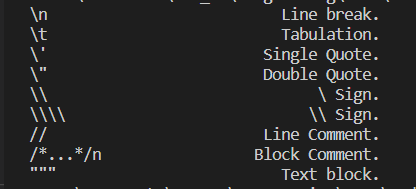 \n Line break.
\t Tabulation.
\' Single Quote.
\" Double Quote.
\\ \ Sign.
\\\\ \\ Sign.
// Line Comment.
/*...*/n Block Comment.
""" Text block.